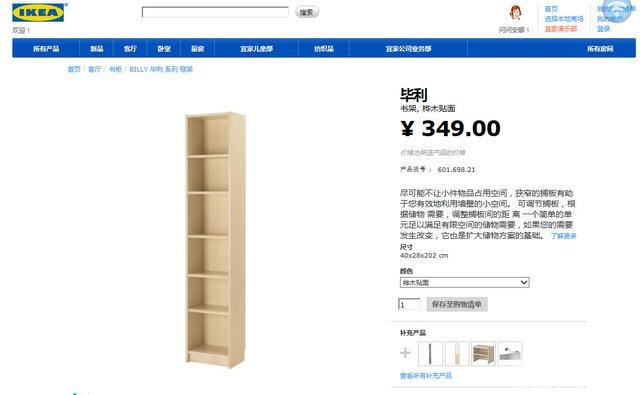 IKEA
搜索
欢迎！
问问安娜！
首页
选择本地商场
宜家俱乐部
我的帐户
登录
所有产品 新品 客厅 卧室 厨房 宜家儿童部 纺织品 宜家公司业务部 所有房间
首页 / 客厅 / 书柜 / BILLY 毕利 系列 框架
毕利
书架, 桦木贴面
¥ 349.00
价格为所选产品的价格
产品货号： 601.698.21
尽可能不让小件物品占用空间，狭窄的搁板有助
于您有效地利用墙壁的小空间。 可调节搁板，根
据储物 需要，调整搁板间的距 离 一个简单的单
元足以满足有限空间的储物需要，如果您的需要
发生改变，它也是扩大储物方案的基础。 了解更多
尺寸
40x28x202 cm
颜色
桦木贴面
1 保存至购物清单
补充产品
查看所有补充产品